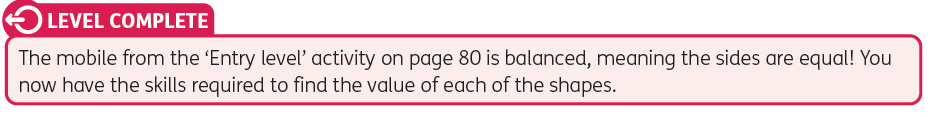 LEVEL COMPLETE
The mobile from the ‘Entry level’ activity on page 80 is balanced, meaning the sides are equal! You
now have the skills required to find the value of each of the shapes.